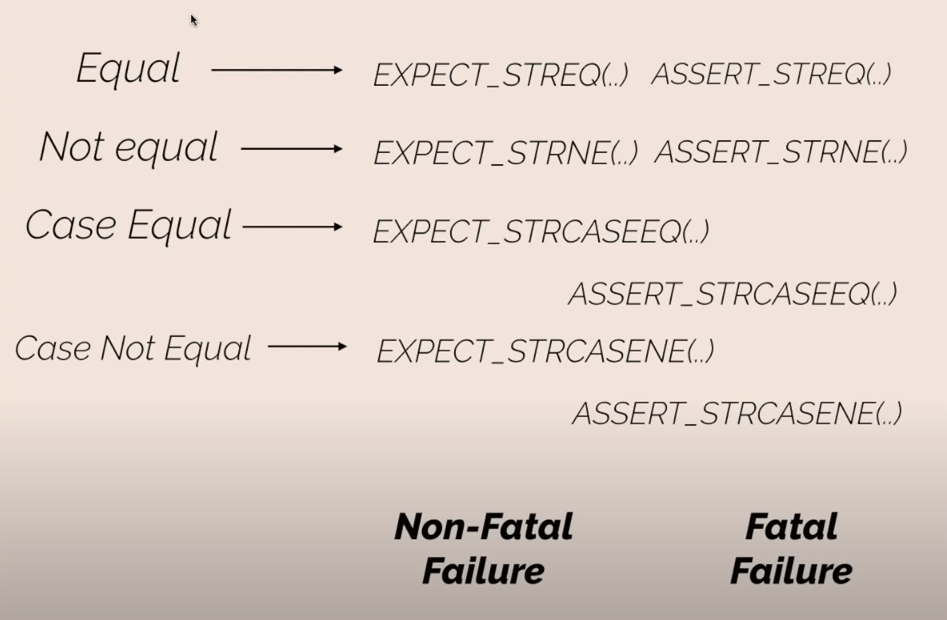 Equal EXPECT_STREQ(..) ASSERT_STREQ(..)
Not equal EXPECT_STRNE(..) ASSERT_STRNE(..)
Case Equal EXPECT_STRCASEEQ(..)
ASSERT_STRCASEEQ(..)
Case Not Equal EXPECT_STRCASENE(..)
ASSERT_STRCASENE(..)
Non-Fatal Fatal
Failure Failure